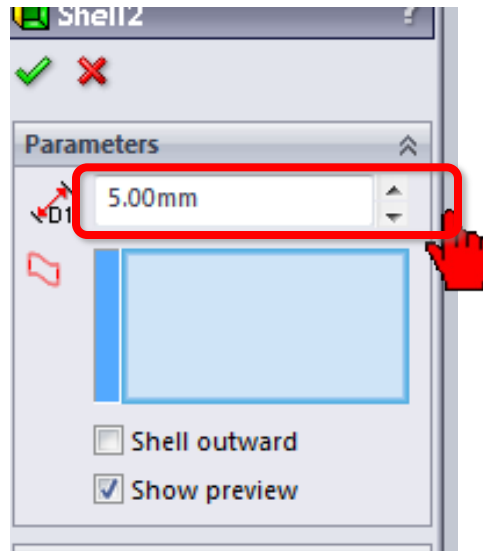 Shell2 ?
Parameters
D1 5.00mm
Shell outward
Show preview